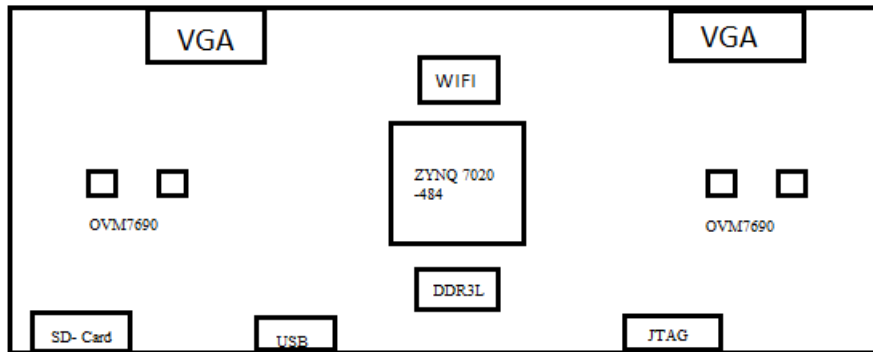 VGA
VGA
WIFI
ZYNQ 7020
-484
OVM7690
OVM7690
DDR3L
SD- Card
USB
JTAG